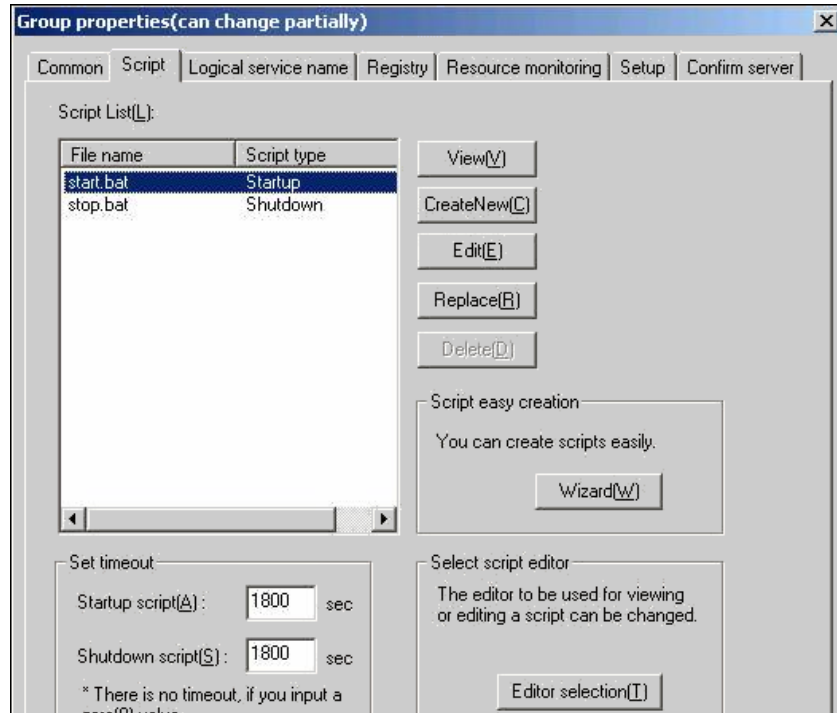 Group properties(can change partially)
Common Script Logical service name Registry Resource monitoring Setup Confirm server
Script List(L):
File name Script type
start.bat Startup
stop.bat Shutdown
View(V)
CreateNew(C)
Edit(E)
Replace(R)
Delete(D)
Script easy creation
You can create scripts easily.
Wizard(W)
Set timeout
Startup script(A) : 1800 sec
Shutdown script(S) : 1800 sec
* There is no timeout, if you input a
Select script editor
The editor to be used for viewing
or editing a script can be changed.
Editor selection(T)